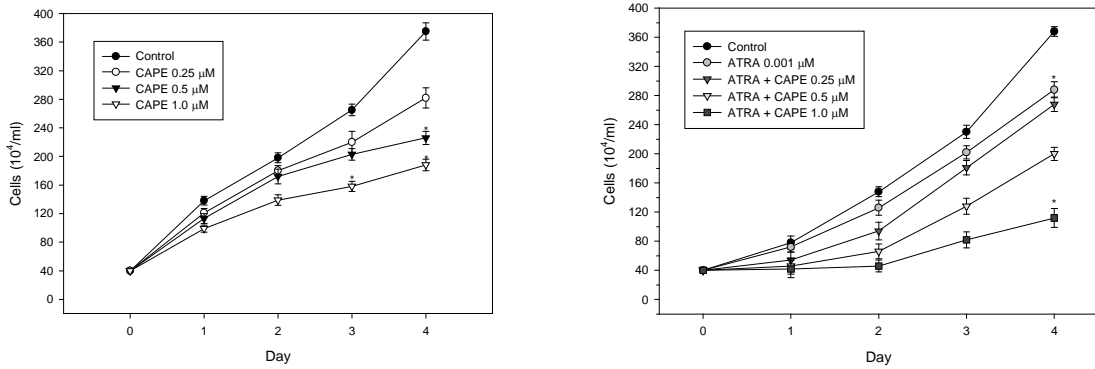 400
360
320
280
240
200
160
120
80
40
0
Cells (10⁴/ml)
Control
CAPE 0.25 μM
CAPE 0.5 μM
CAPE 1.0 μM
*
*
*
0 1 2 3 4
Day
400
360
320
280
240
200
160
120
80
40
0
Cells (10⁴/ml)
Control
ATRA 0.001 μM
ATRA + CAPE 0.25 μM
ATRA + CAPE 0.5 μM
ATRA + CAPE 1.0 μM
*
*
0 1 2 3 4
Day